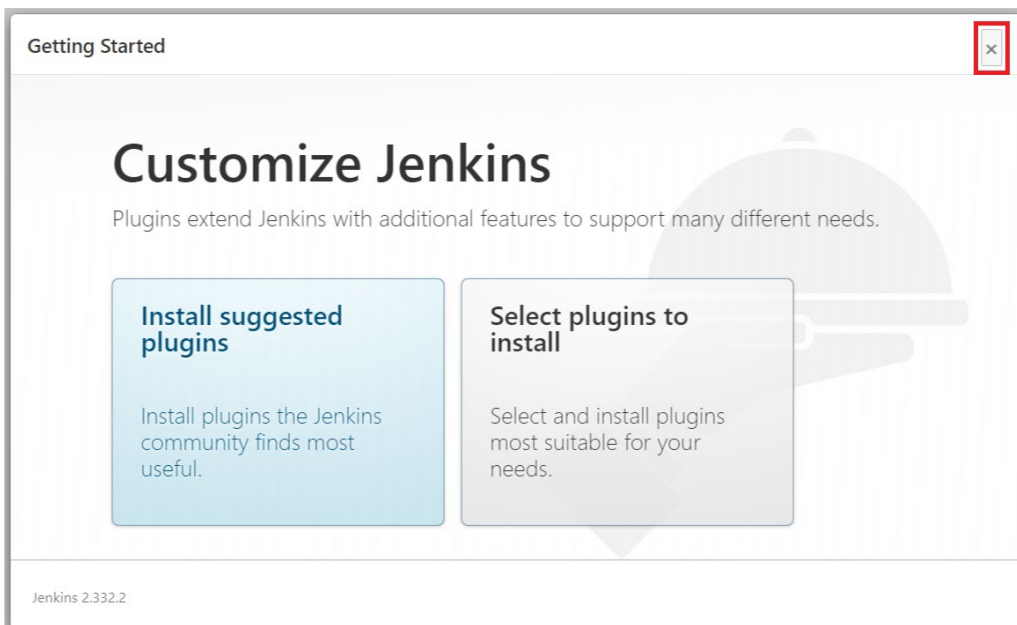 Getting Started
×
Customize Jenkins
Plugins extend Jenkins with additional features to support many different needs.
Install suggested
plugins
Install plugins the Jenkins
community finds most
useful.
Select plugins to
install
Select and install plugins
most suitable for your
needs.
Jenkins 2.332.2